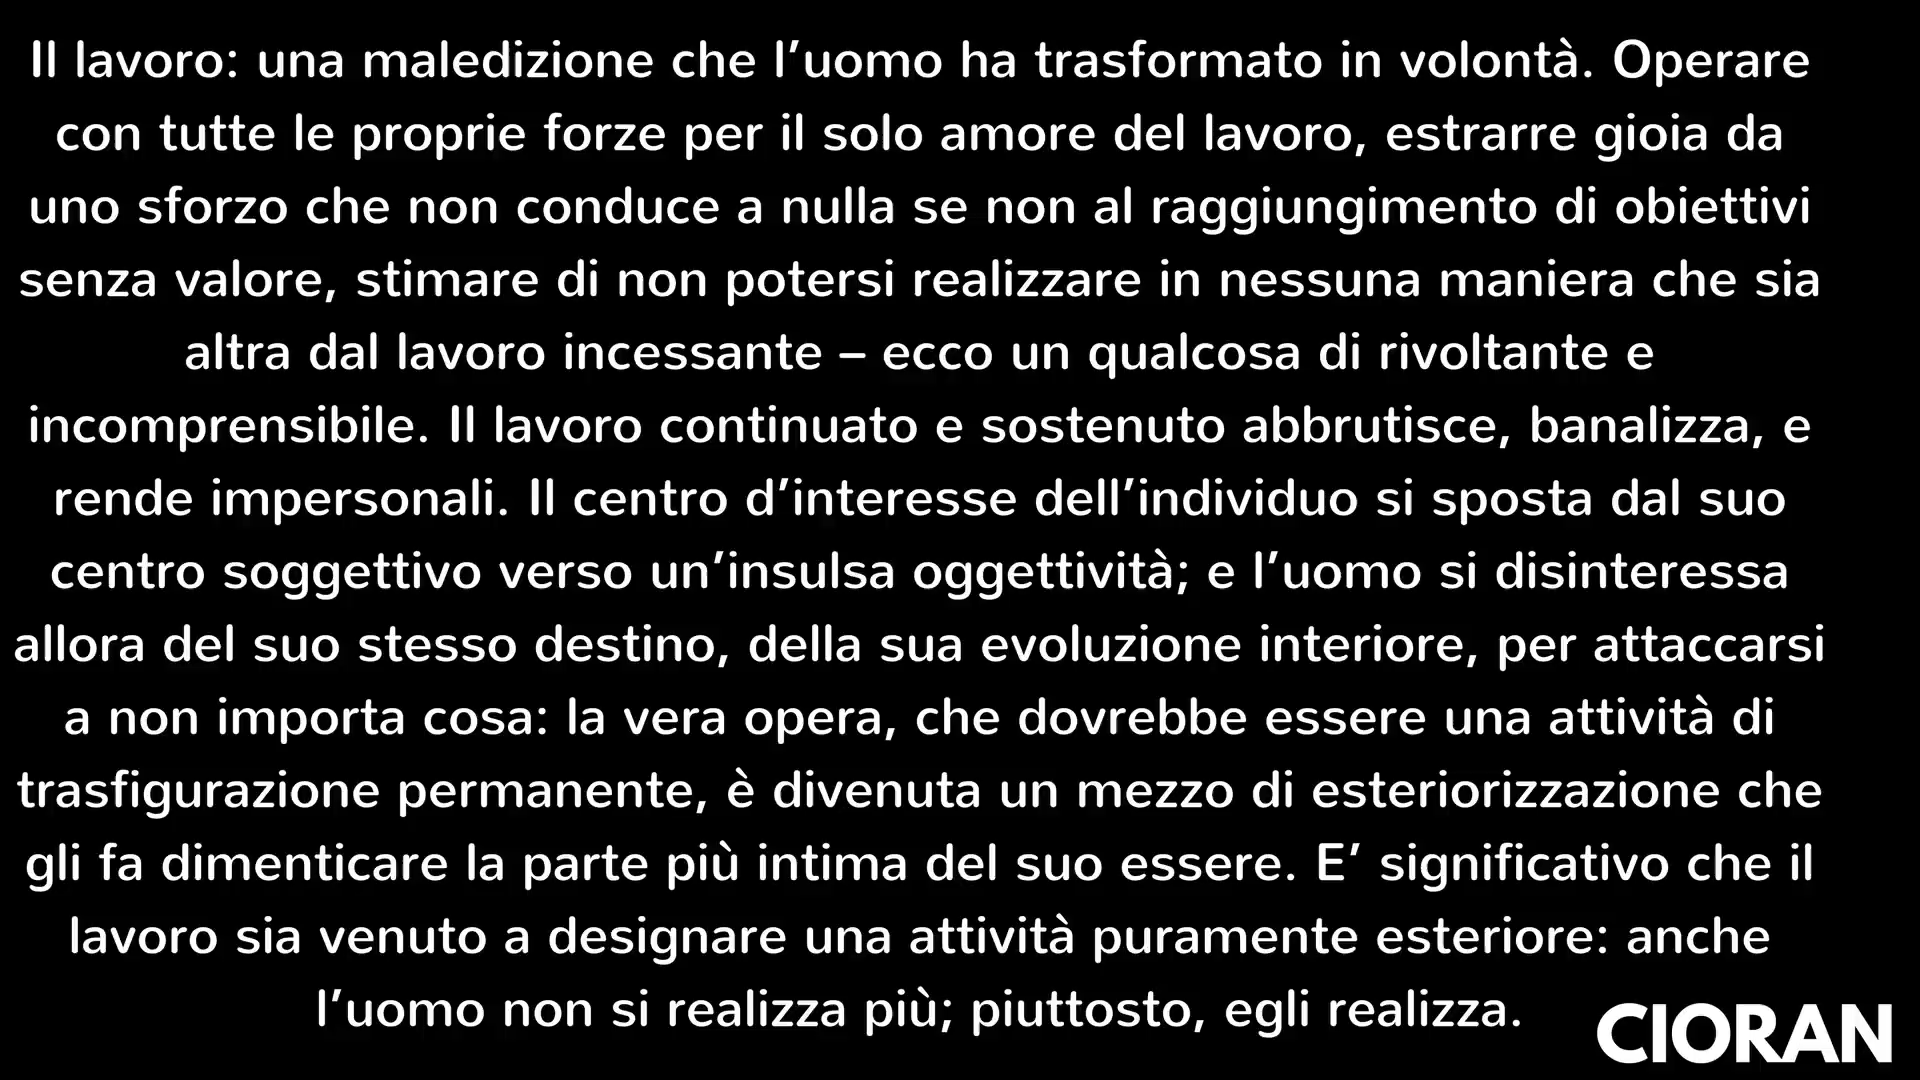 Il lavoro: una maledizione che l’uomo ha trasformato in volontà. Operare
con tutte le proprie forze per il solo amore del lavoro, estrarre gioia da
uno sforzo che non conduce a nulla se non al raggiungimento di obiettivi
senza valore, stimare di non potersi realizzare in nessuna maniera che sia
altra dal lavoro incessante – ecco un qualcosa di rivoltante e
incomprensibile. Il lavoro continuato e sostenuto abbrutisce, banalizza, e
rende impersonali. Il centro d’interesse dell’individuo si sposta dal suo
centro soggettivo verso un’insulsa oggettività; e l’uomo si disinteressa
allora del suo stesso destino, della sua evoluzione interiore, per attaccarsi
a non importa cosa: la vera opera, che dovrebbe essere una attività di
trasfigurazione permanente, è divenuta un mezzo di esteriorizzazione che
gli fa dimenticare la parte più intima del suo essere. E’ significativo che il
lavoro sia venuto a designare una attività puramente esteriore: anche
l’uomo non si realizza più; piuttosto, egli realizza.
CIORAN